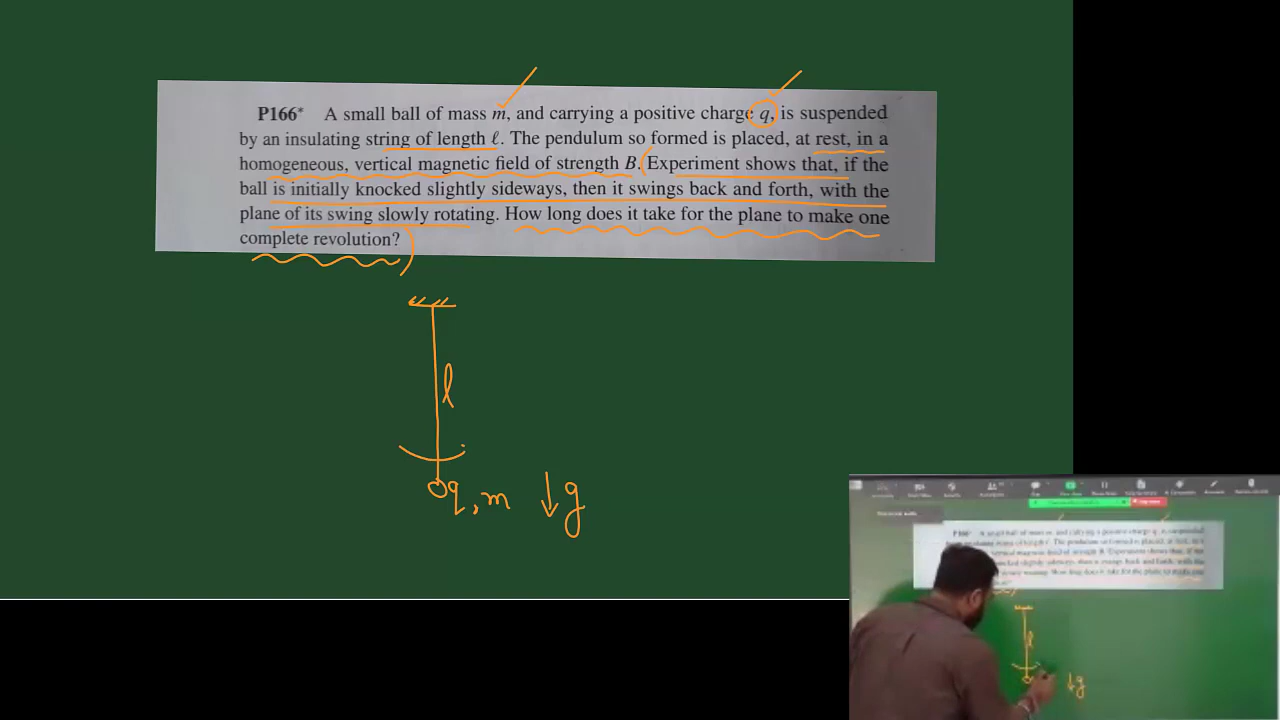 P166* A small ball of mass m, and carrying a positive charge q, is suspended
by an insulating string of length ℓ. The pendulum so formed is placed, at rest, in a
homogeneous, vertical magnetic field of strength B. Experiment shows that, if the
ball is initially knocked slightly sideways, then it swings back and forth, with the
plane of its swing slowly rotating. How long does it take for the plane to make one
complete revolution?
l
q, m ↓g
l
↓g